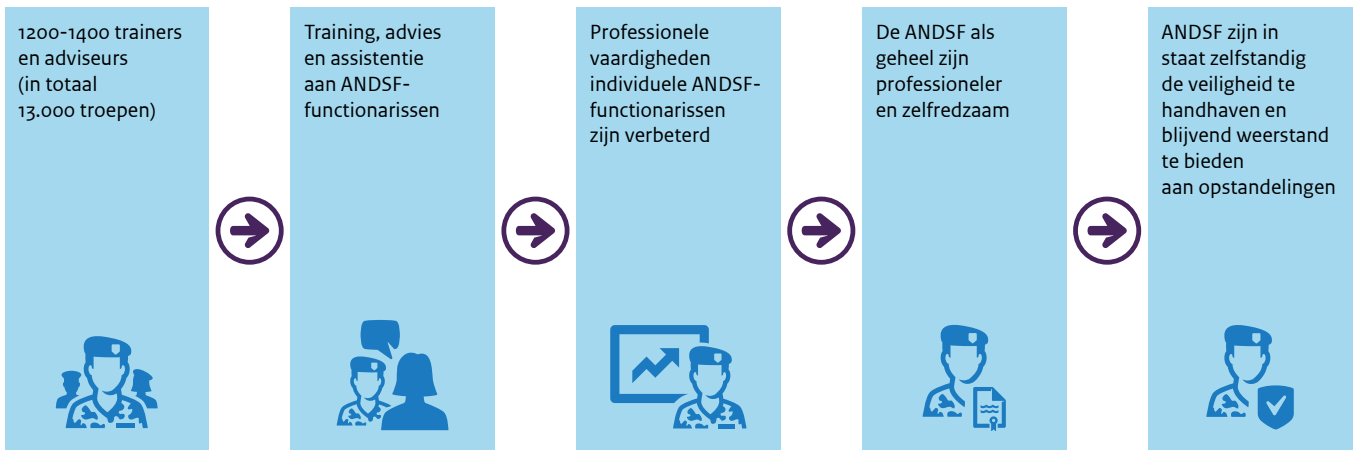 1200-1400 trainers
en adviseurs
(in totaal
13.000 troepen)
Training, advies
en assistentie
aan ANDSF-
functionarissen
Professionele
vaardigheden
individuele ANDSF-
functionarissen
zijn verbeterd
De ANDSF als
geheel zijn
professioneler
en zelfredzaam
ANDSF zijn in
staat zelfstandig
de veiligheid te
handhaven en
blijvend weerstand
te bieden
aan opstandelingen